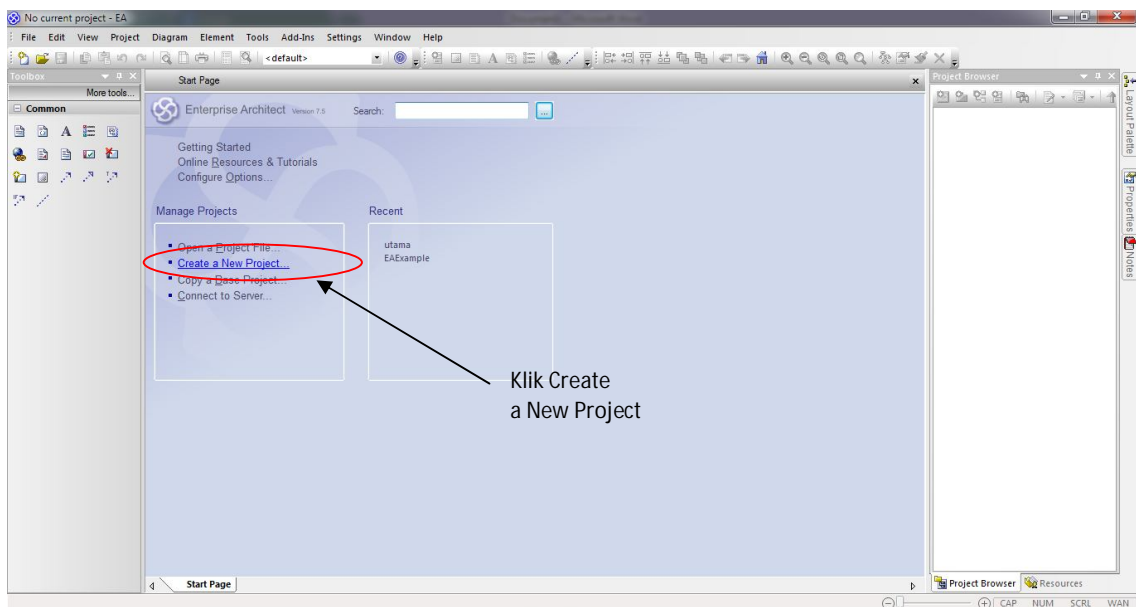 No current project - EA
File Edit View Project Diagram Element Tools Add-Ins Settings Window Help
<default>
Toolbox
More tools...
Common
Start Page
Enterprise Architect Version 7.5 Search:
Getting Started
Online Resources & Tutorials
Configure Options...
Manage Projects
Open a Project File...
Create a New Project...
Copy a Base Project...
Connect to Server...
Recent
utama
EAExample
Klik Create
a New Project
Project Browser
Layout Palette
Properties
Notes
Start Page
Project Browser Resources
CAP NUM SCRL WAN